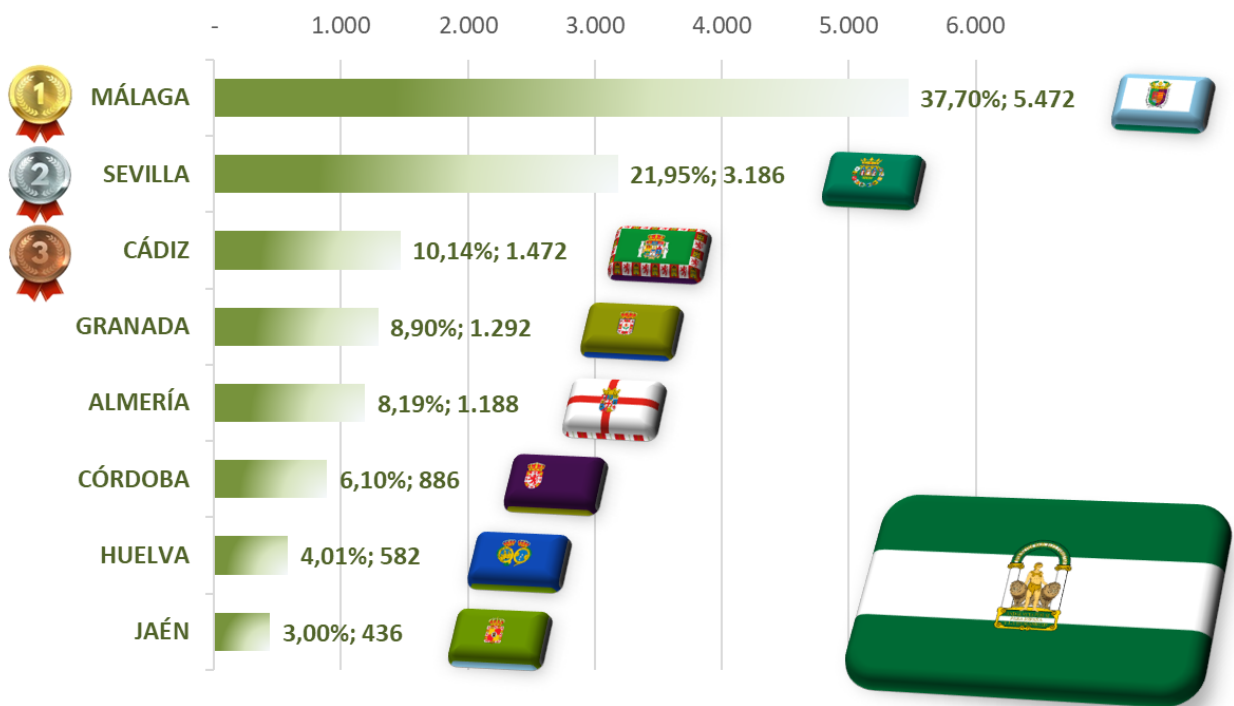 - 1.000 2.000 3.000 4.000 5.000 6.000
1 MÁLAGA 37,70%; 5.472
2 SEVILLA 21,95%; 3.186
3 CÁDIZ 10,14%; 1.472
GRANADA 8,90%; 1.292
ALMERÍA 8,19%; 1.188
CÓRDOBA 6,10%; 886
HUELVA 4,01%; 582
JAÉN 3,00%; 436